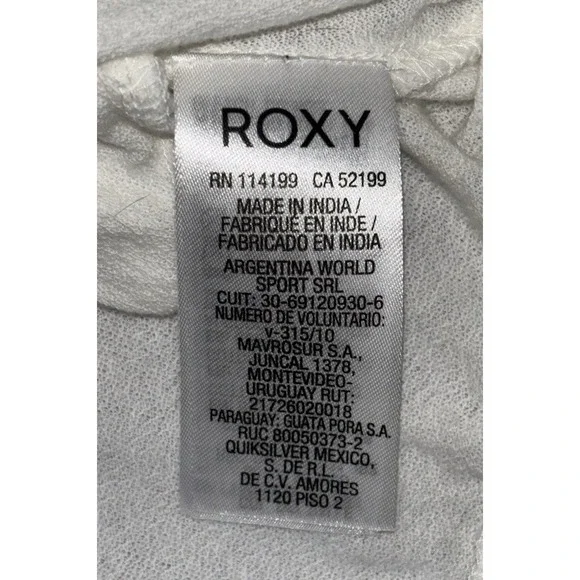 ROXY
RN 114199 CA 52199
MADE IN INDIA /
FABRIQUÉ EN INDE /
FABRICADO EN INDIA
ARGENTINA WORLD
SPORT SRL
CUIT: 30-69120930-6
NUMERO DE VOLUNTARIO:
v-315/10
MAVROSUR S.A.,
JUNCAL 1378,
MONTEVIDEO-
URUGUAY RUT:
21726020018
PARAGUAY: GUATA PORA S.A.
RUC 80050373-2
QUIKSILVER MEXICO,
S. DE R.L.
DE C.V. AMORES
1120 PISO 2